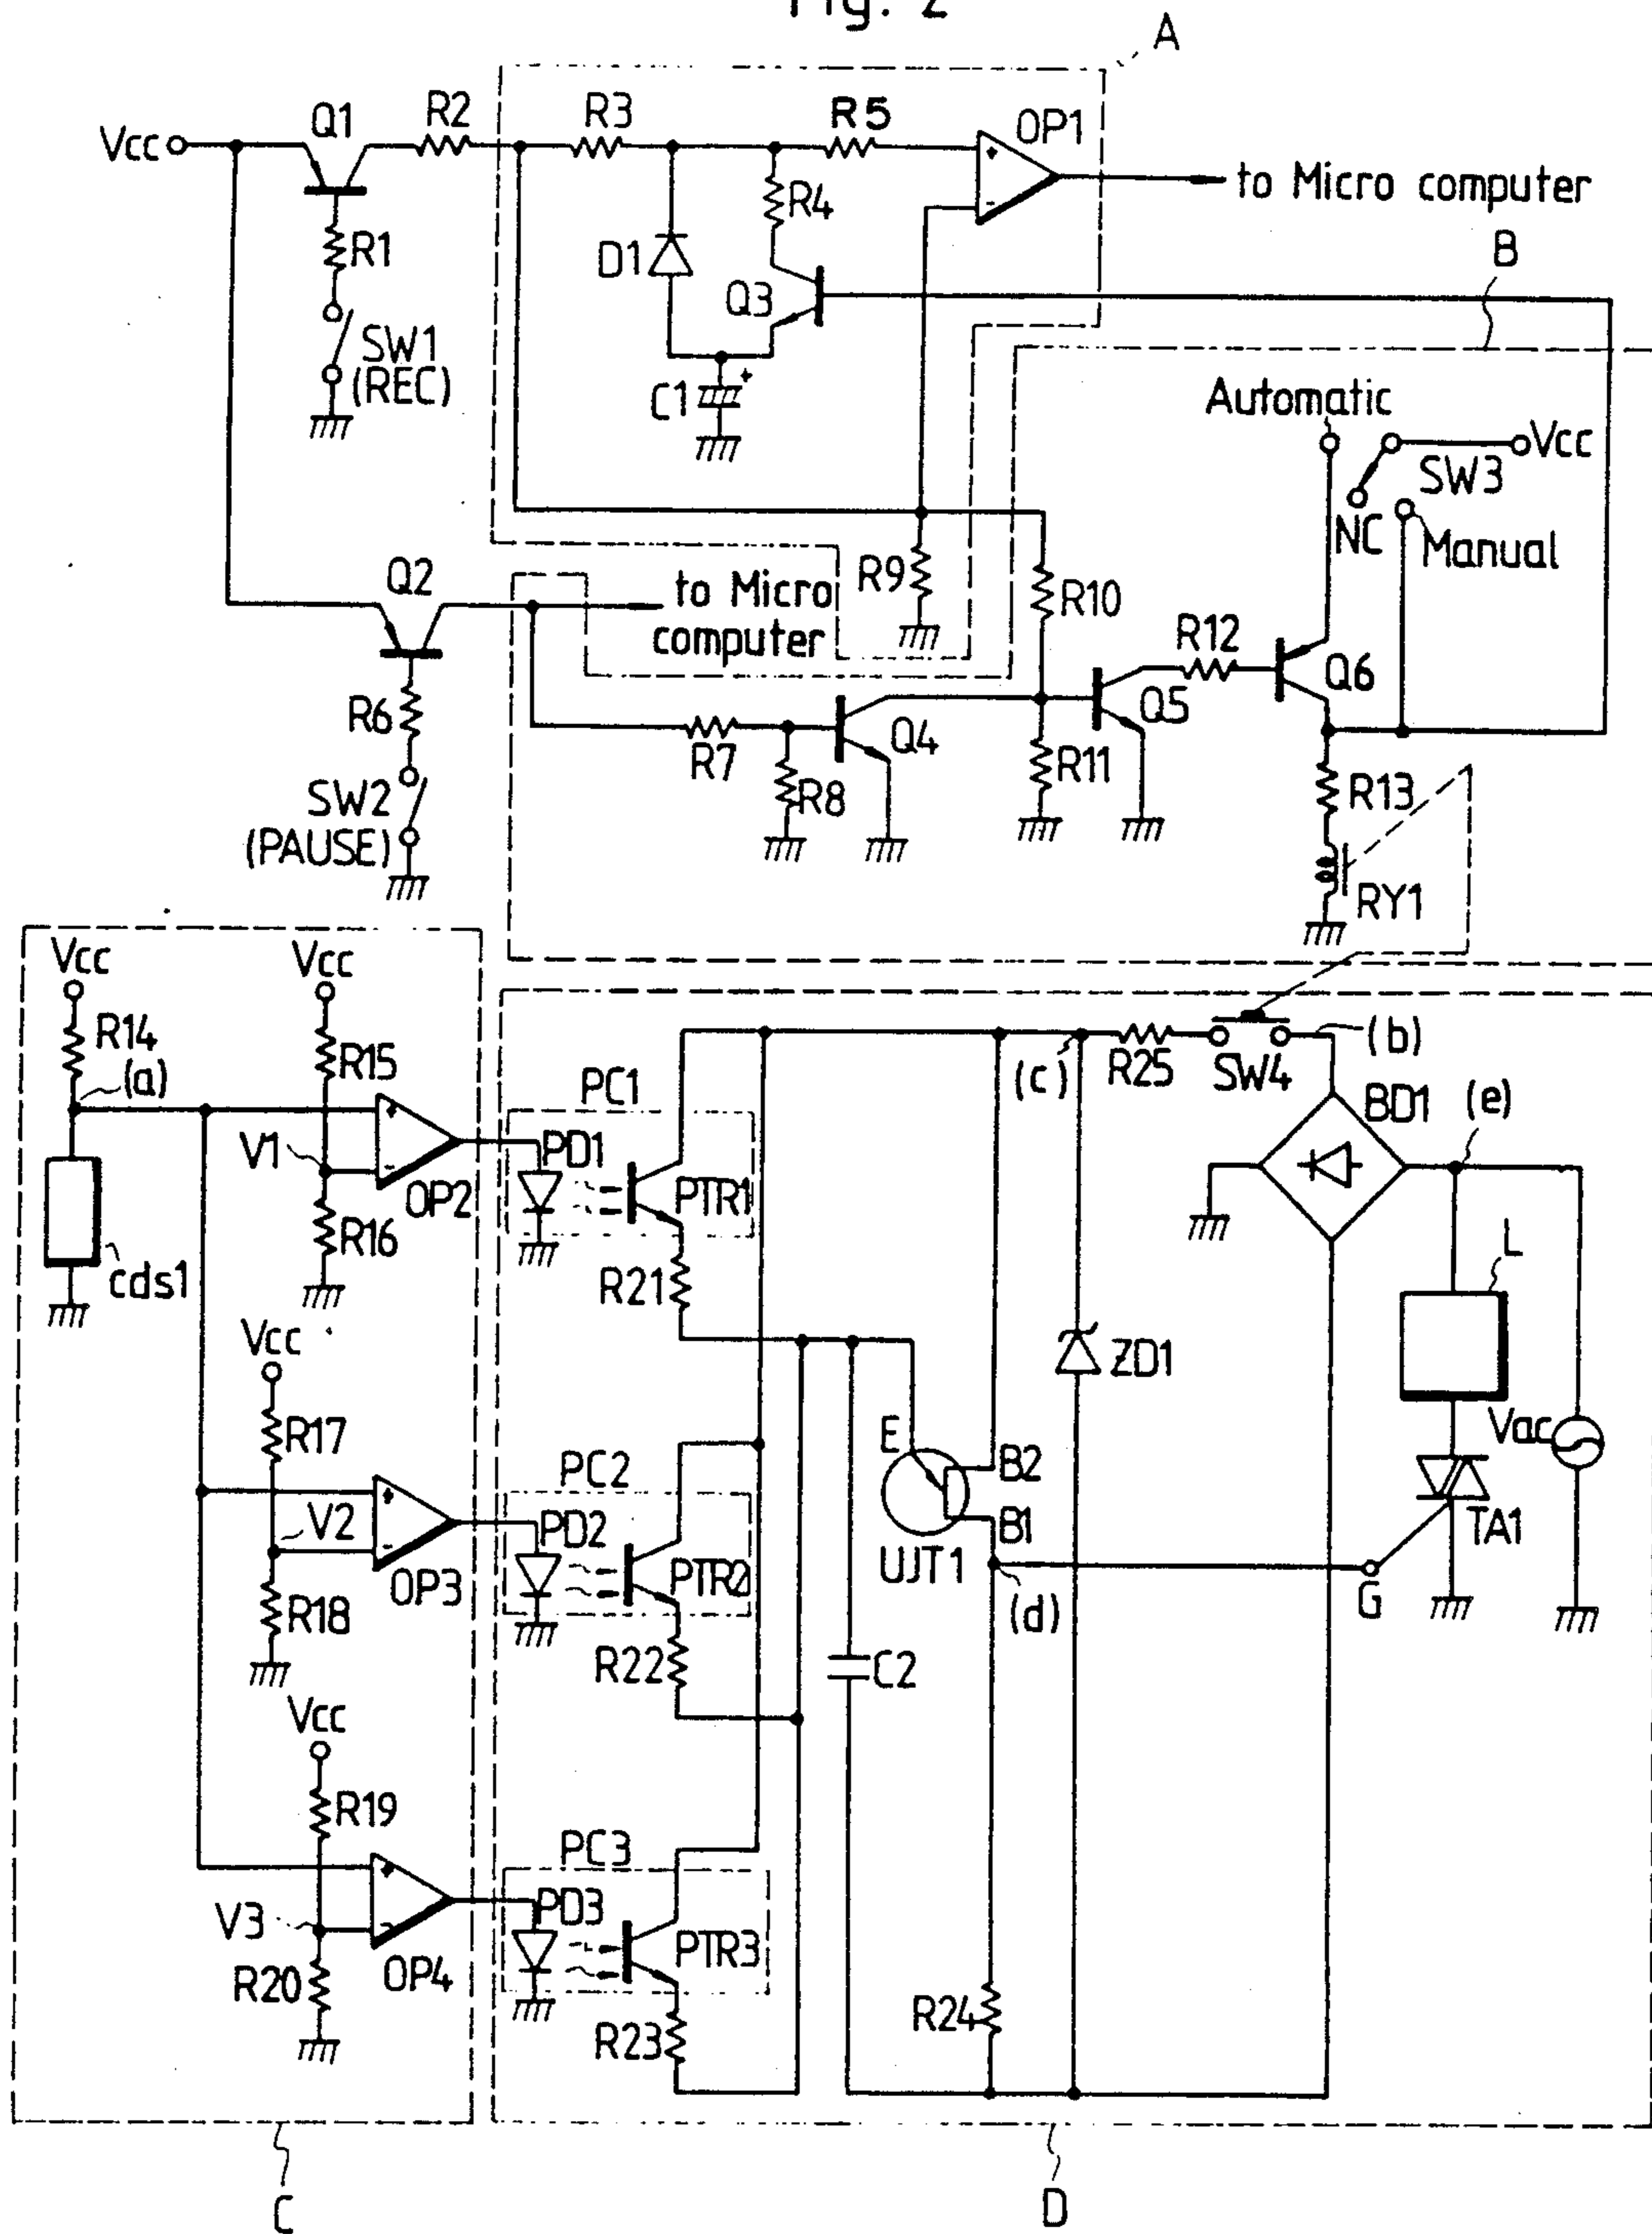 Fig. 2
A
Vcc
Q1
R2
R3
R5
OP1
to Micro computer
R1
R4
D1
Q3
B
SW1
(REC)
C1
+
Automatic
Vcc
SW3
NC
Manual
Q2
to Micro
computer
R9
R10
R12
Q6
R6
R7
Q4
Q5
R8
R11
R13
SW2
(PAUSE)
RY1
Vcc
Vcc
R14
(a)
R15
V1
OP2
R16
cds1
PC1
PD1
PTR1
R21
(c)
R25
SW4
(b)
BD1
(e)
L
ZD1
Vac
TA1
G
Vcc
R17
V2
OP3
R18
PC2
PD2
PTR2
R22
E
B2
B1
UJT1
(d)
C2
Vcc
R19
V3
OP4
R20
PC3
PD3
PTR3
R23
R24
C
D